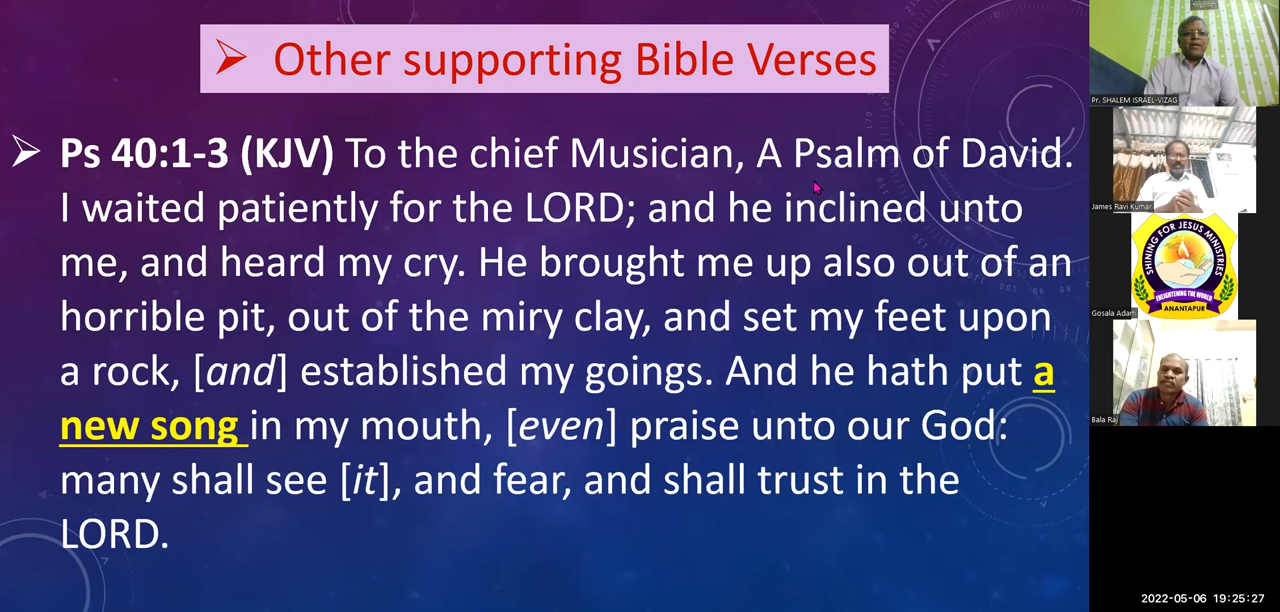 ➢ Other supporting Bible Verses
➢ Ps 40:1-3 (KJV) To the chief Musician, A Psalm of David.
I waited patiently for the LORD; and he inclined unto
me, and heard my cry. He brought me up also out of an
horrible pit, out of the miry clay, and set my feet upon
a rock, [and] established my goings. And he hath put a
new song in my mouth, [even] praise unto our God:
many shall see [it], and fear, and shall trust in the
LORD.
Pr. SHALEM ISRAEL-VIZAG
James Ravi Kumar
SHINING FOR JESUS MINISTRIES
ENLIGHTENING THE WORLD
ANANTAPUR
Gosala Adam
Bala Raj
2022-05-06 19:25:27